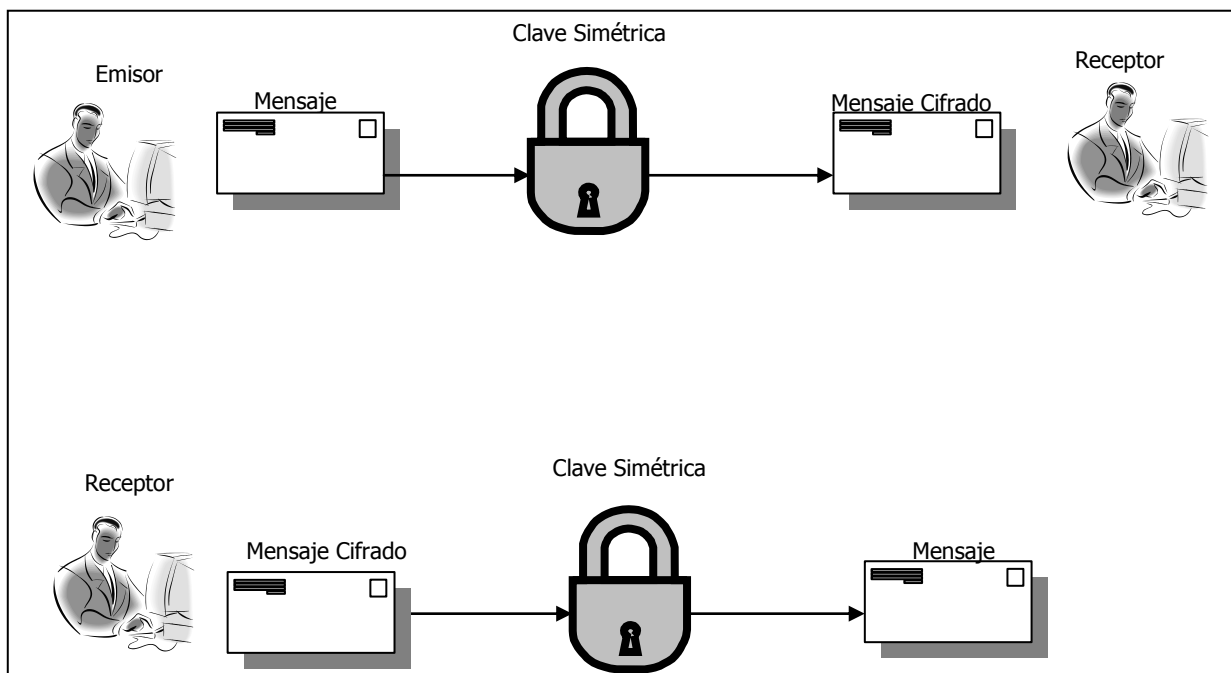 Clave Simétrica
Emisor
Receptor
Mensaje
Mensaje Cifrado
Clave Simétrica
Receptor
Mensaje Cifrado
Mensaje